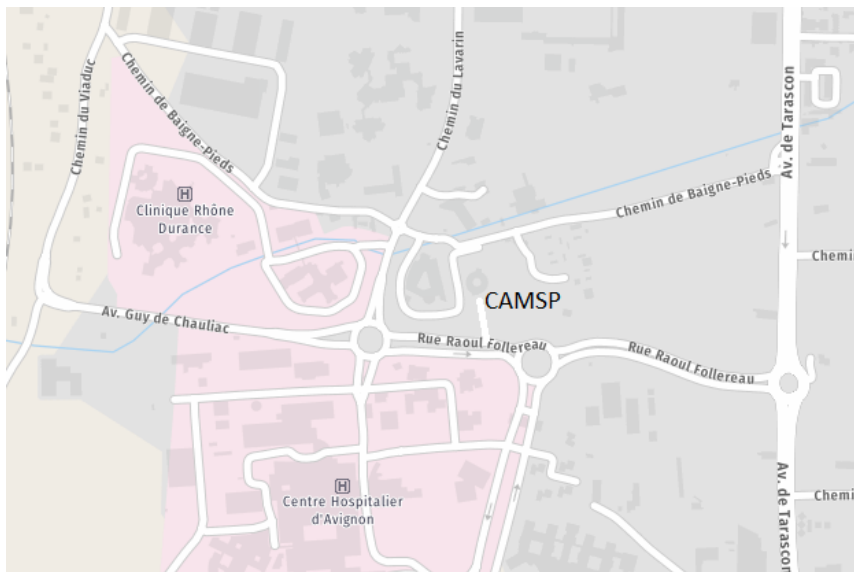 Chemin du Viaduc
Chemin de Baigne-Pieds
Chemin du Lavarin
Av. de Tarascon
H
Clinique Rhône
Durance
Chemin de Baigne-Pieds
Chemi
CAMSP
Av. Guy de Chauliac
Rue Raoul Follereau
Rue Raoul Follereau
H
Centre Hospitalier
d'Avignon
Av. de Tarascon
Chemi